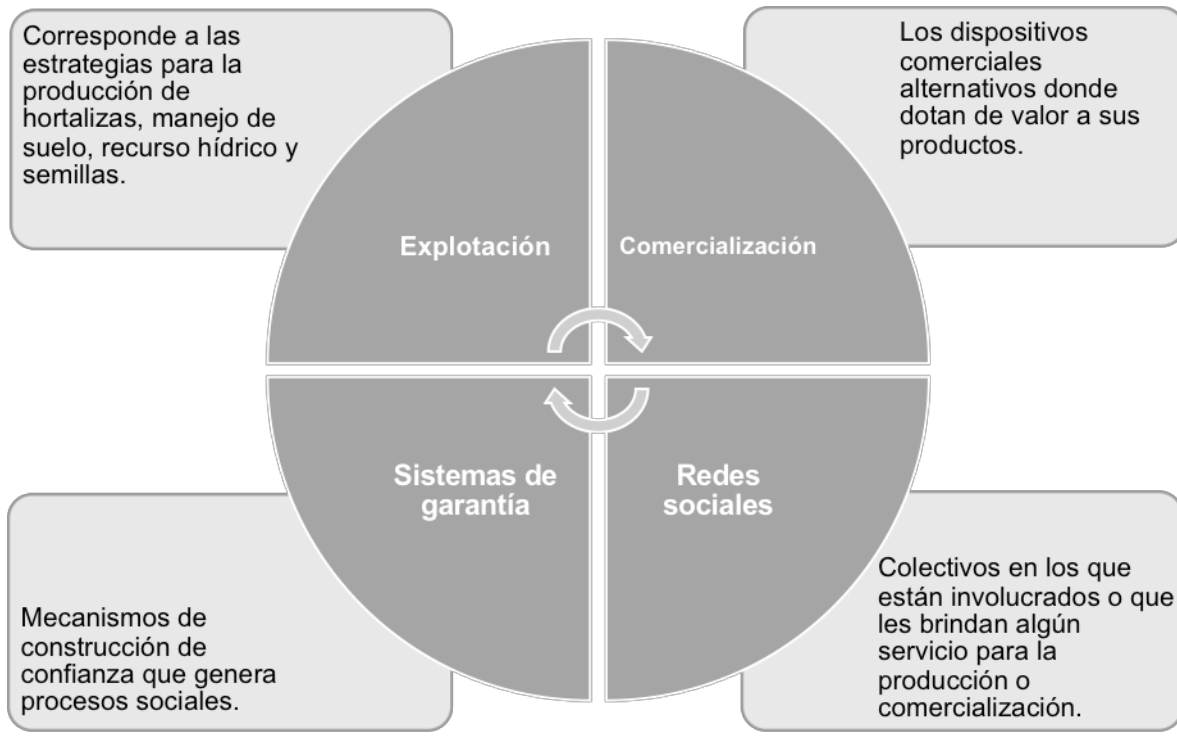 Corresponde a las
estrategias para la
producción de
hortalizas, manejo de
suelo, recurso hídrico y
semillas.
Los dispositivos
comerciales
alternativos donde
dotan de valor a sus
productos.
Explotación
Comercialización
Sistemas de
garantía
Redes
sociales
Mecanismos de
construcción de
confianza que genera
procesos sociales.
Colectivos en los que
están involucrados o que
les brindan algún
servicio para la
producción o
comercialización.